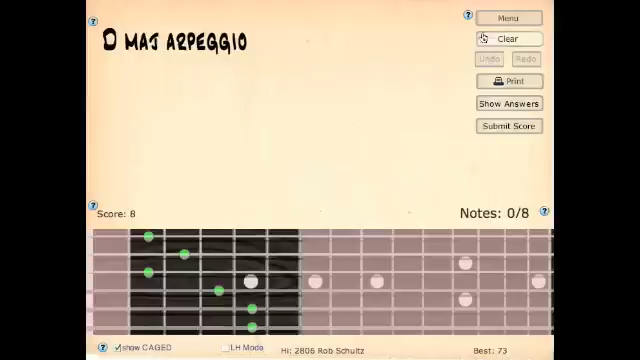 ? ? Menu
D MAJ ARPEGGIO
Clear
Undo Redo
Print
Show Answers
Submit Score
? Score: 8 Notes: 0/8 ?
? show CAGED LH Mode Hi: 2806 Rob Schultz Best: 73